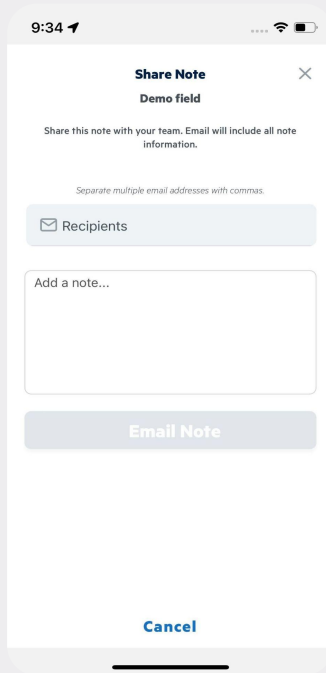 9:34
Share Note
Demo field
Share this note with your team. Email will include all note
information.
Separate multiple email addresses with commas.
Recipients
Add a note...
Email Note
Cancel